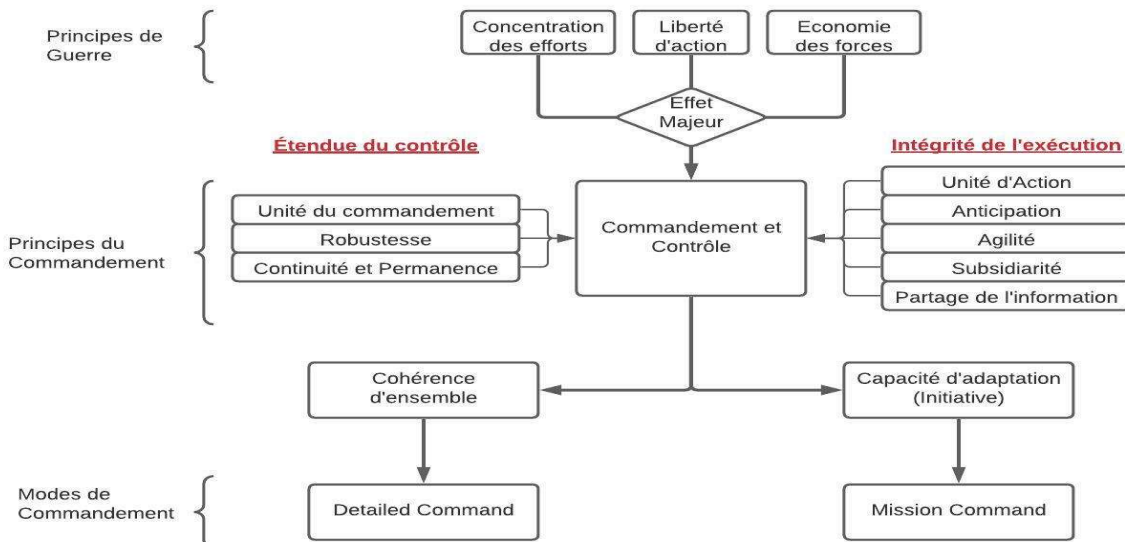 Principes de
Guerre
Concentration
des efforts
Liberté
d'action
Economie
des forces
Effet
Majeur
Étendue du contrôle
Intégrité de l'exécution
Principes du
Commandement
Unité du commandement
Robustesse
Continuité et Permanence
Commandement et
Contrôle
Unité d'Action
Anticipation
Agilité
Subsidiarité
Partage de l'information
Cohérence
d'ensemble
Capacité d'adaptation
(Initiative)
Modes de
Commandement
Detailed Command
Mission Command